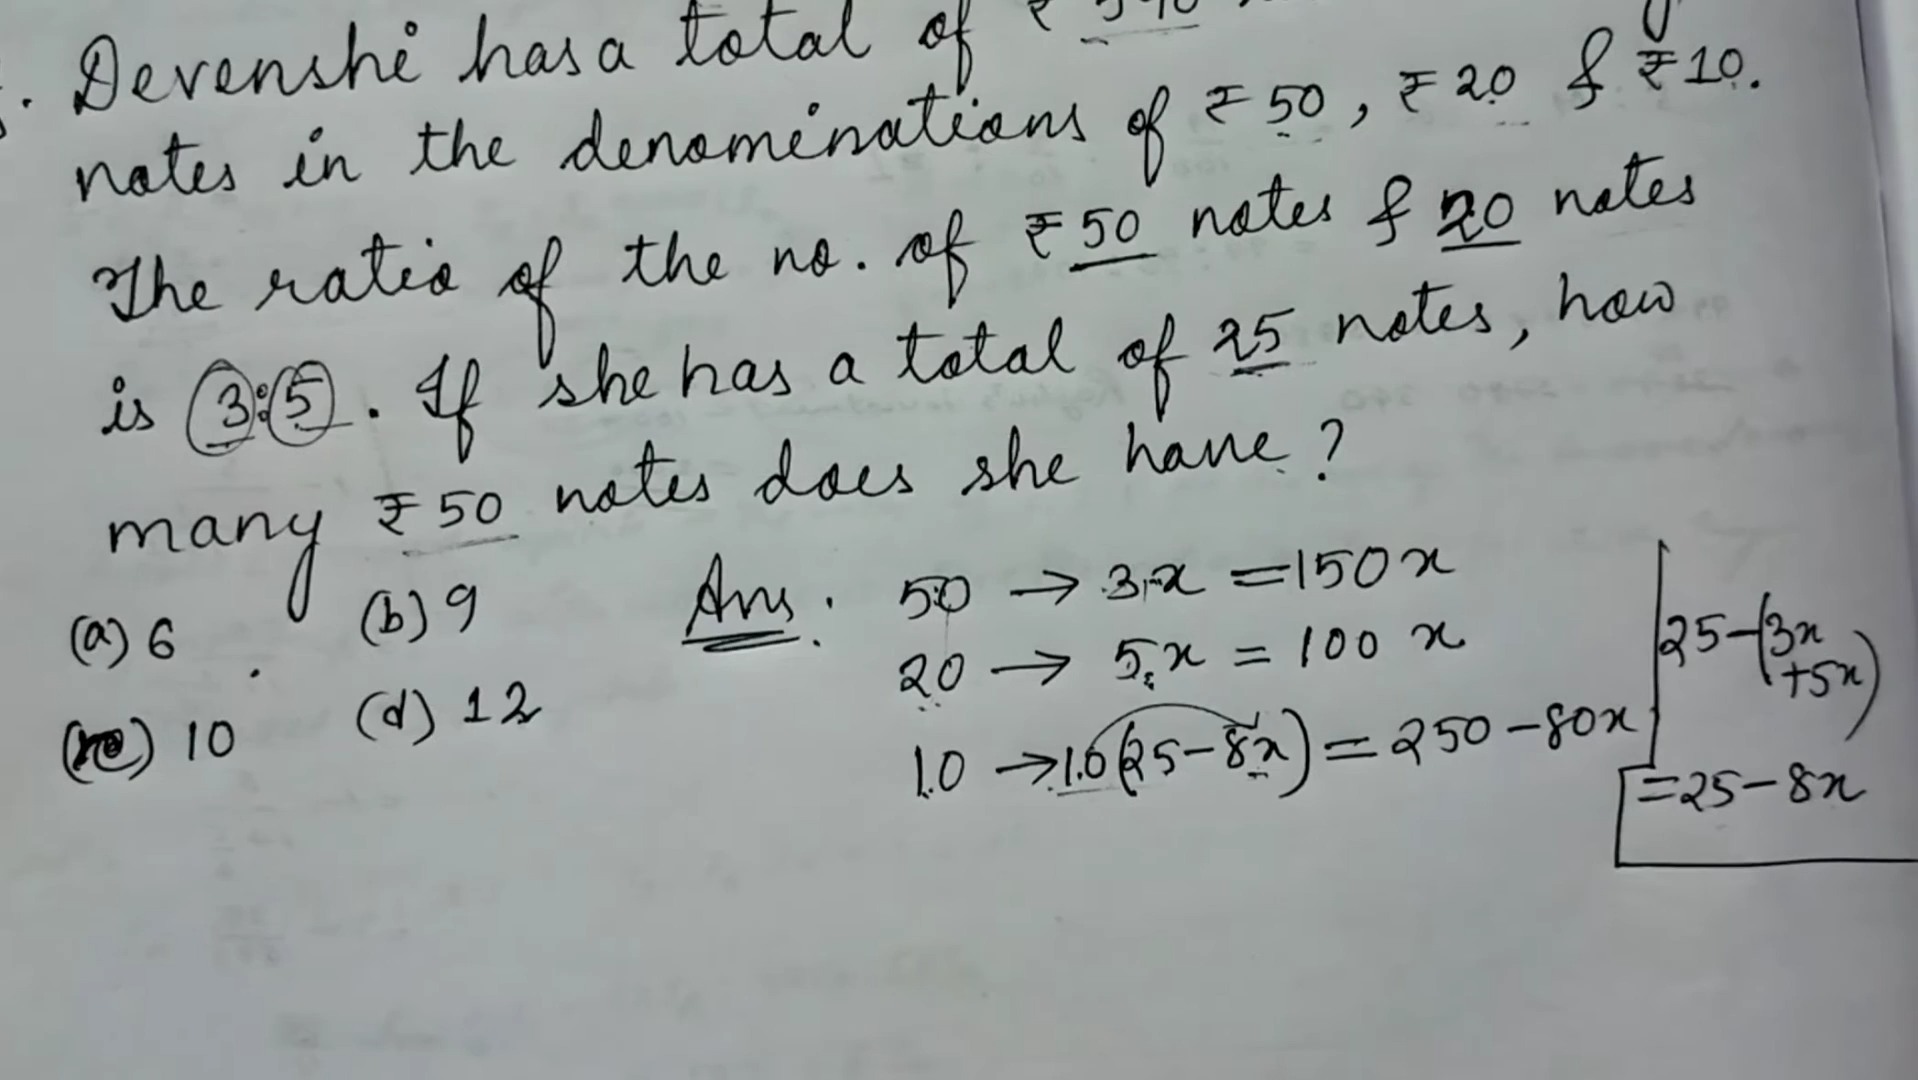 Devenshi has a total of ₹
notes in the denominations of ₹50, ₹20 & ₹10.
The ratio of the no. of ₹50 notes & 20 notes
is 3:5. If she has a total of 25 notes, how
many ₹50 notes does she have?
(a) 6 (b) 9
(c) 10 (d) 12
Ans: 50 → 3x = 150x
20 → 5x = 100x
10 → 10(25-8x) = 250-80x
25-(3x
+5x)
=25-8x